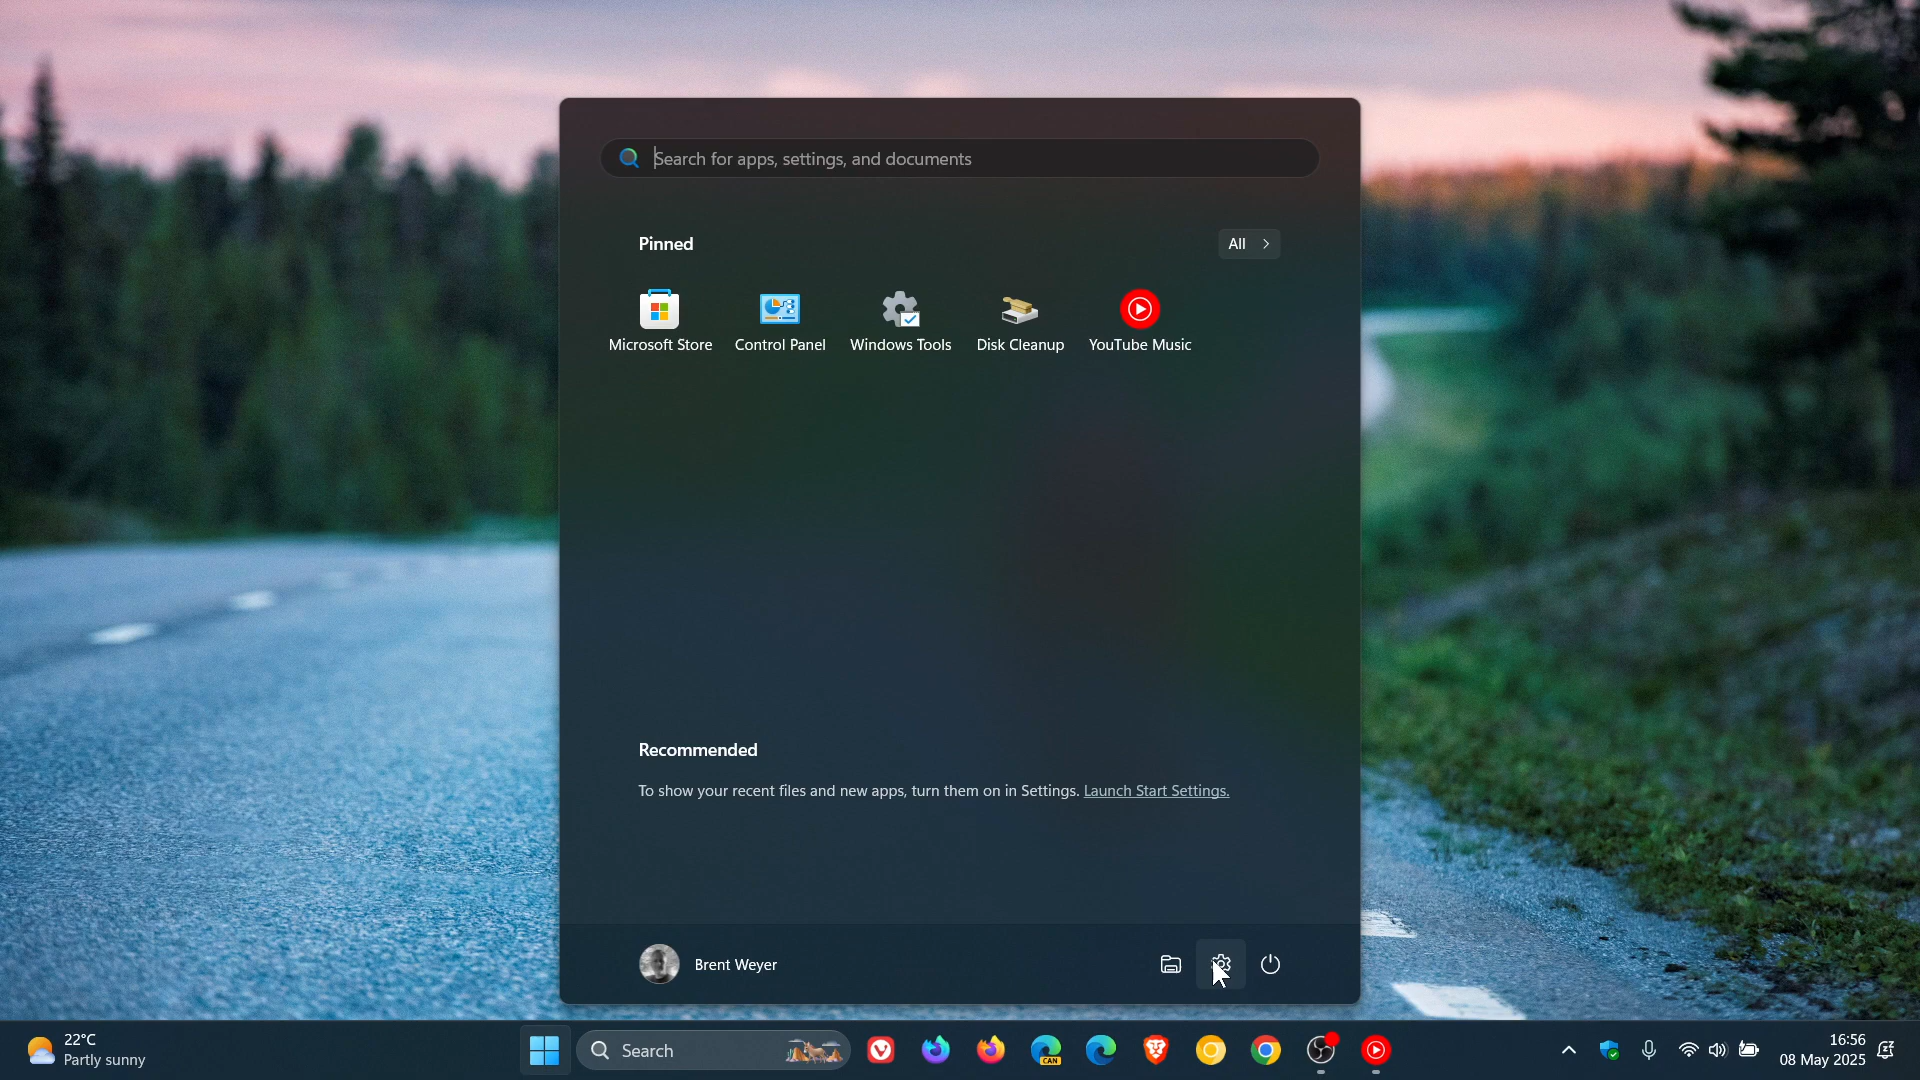 Search for apps, settings, and documents
Pinned
All
Microsoft Store
Control Panel
Windows Tools
Disk Cleanup
YouTube Music
Recommended
To show your recent files and new apps, turn them on in Settings. Launch Start Settings.
Brent Weyer
22°C
Partly sunny
Search
CAN
16:56
08 May 2025